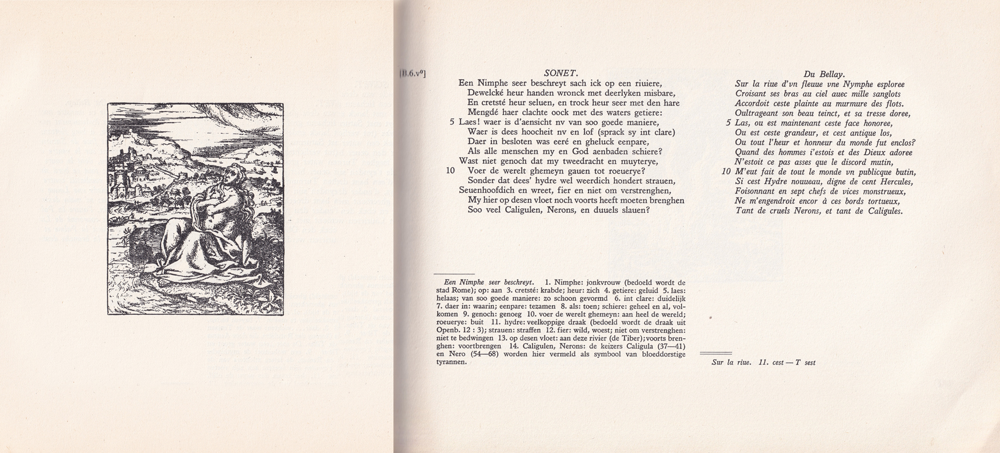 [B.6.v⁰]
SONET.
Een Nimphe seer beschreyt sach ick op een riuiere,
Dewelcké heur handen wronck met deerlyken misbare,
En cretsté heur seluen, en trock heur seer met den hare
Mengdé haer clachte oock met des waters getiere:
5 Laes! waer is d'aensicht nv van soo goede maniere,
Waer is dees hoocheit nv en lof (sprack sy int clare)
Daer in besloten was eeré en gheluck eenpare,
Als alle menschen my en God aenbaden schiere?
Wast niet genoch dat my tweedracht en muyterye,
10 Voer de werelt ghemeyn gauen tot roeuerye?
Sonder dat dees' hydre wel weerdich hondert strauen,
Seuenhoofdich en wreet, fier en niet om verstrenghen,
My hier op desen vloet noch voorts heeft moeten brenghen
Soo veel Caligulen, Nerons, en duuels slauen?
Een Nimphe seer beschreyt. 1. Nimphe: jonkvrouw (bedoeld wordt de
stad Rome); op: aan 3. cretsté: krabde; heur: zich 4. getiere: geluid 5. laes:
helaas; van soo goede maniere: zo schoon gevormd 6. int clare: duidelijk
7. daer in: waarin; eenpare: tezamen 8. als: toen; schiere: geheel en al, vol-
komen 9. genoch: genoeg 10. voer de werelt ghemeyn: aan heel de wereld;
roeuerye: buit 11. hydre: veelkoppige draak (bedoeld wordt de draak uit
Openb. 12 : 3); strauen: straffen 12. fier: wild, woest; niet om verstrenghen:
niet te bedwingen 13. op desen vloet: aan deze rivier (de Tiber); voorts bren-
ghen: voortbrengen 14. Caligulen, Nerons: de keizers Caligula (37—41)
en Nero (54—68) worden hier vermeld als symbool van bloeddorstige
tyrannen.
Du Bellay.
Sur la riue d'vn fleuue vne Nymphe esploree
Croisant ses bras au ciel auec mille sanglots
Accordoit ceste plainte au murmure des flots.
Oultrageant son beau teinct, et sa tresse doree,
5 Las, ou est maintenant ceste face honoree,
Ou est ceste grandeur, et cest antique los,
Ou tout l'heur et honneur du monde fut enclos?
Quand des hommes i'estois et des Dieux adoree
N'estoit ce pas asses que le discord mutin,
10 M'eut fait de tout le monde vn publicque butin,
Si cest Hydre nouueau, digne de cent Hercules,
Foisonnant en sept chefs de vices monstrueux,
Ne m'engendroit encor à ces bords tortueux,
Tant de cruels Nerons, et tant de Caligules.
Sur la riue. 11. cest — T sest